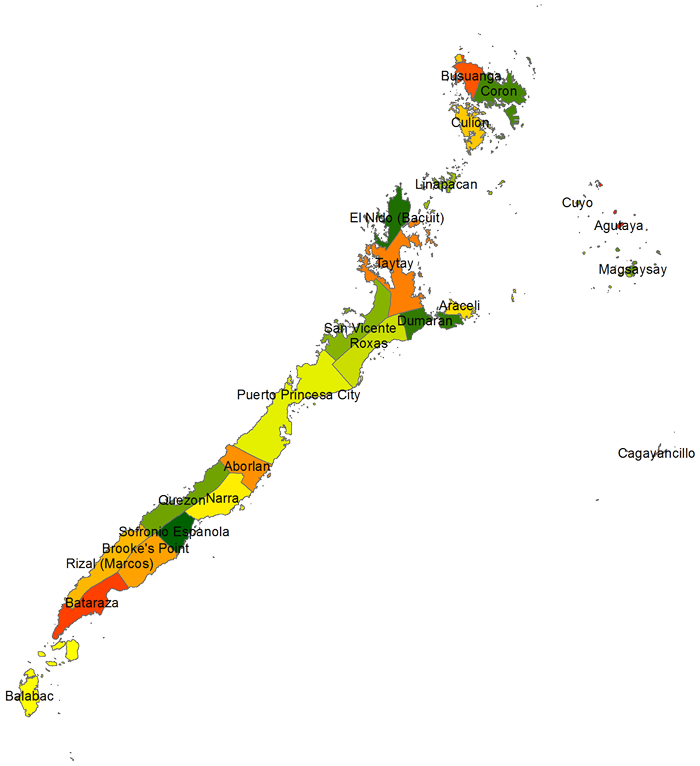 Busuanga
Coron
Culion
Linapacan
Cuyo
El Nido (Bacuit)
Agutaya
Taytay
Magsaysay
Araceli
Dumaran
San Vicente
Roxas
Puerto Princesa City
Cagayancillo
Aborlan
Quezon
Narra
Sofronio Espanola
Brooke's Point
Rizal (Marcos)
Bataraza
Balabac